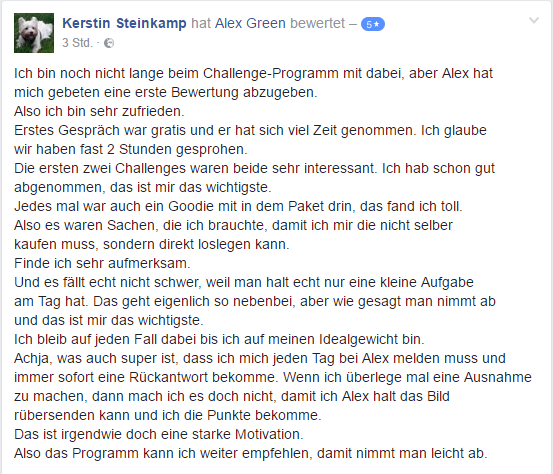 Kerstin Steinkamp hat Alex Green bewertet – 5★
3 Std. ·
Ich bin noch nicht lange beim Challenge-Programm mit dabei, aber Alex hat
mich gebeten eine erste Bewertung abzugeben.
Also ich bin sehr zufrieden.
Erstes Gespräch war gratis und er hat sich viel Zeit genommen. Ich glaube
wir haben fast 2 Stunden gesprohen.
Die ersten zwei Challenges waren beide sehr interessant. Ich hab schon gut
abgenommen, das ist mir das wichtigste.
Jedes mal war auch ein Goodie mit in dem Paket drin, das fand ich toll.
Also es waren Sachen, die ich brauchte, damit ich mir die nicht selber
kaufen muss, sondern direkt loslegen kann.
Finde ich sehr aufmerksam.
Und es fällt echt nicht schwer, weil man halt echt nur eine kleine Aufgabe
am Tag hat. Das geht eigenlich so nebenbei, aber wie gesagt man nimmt ab
und das ist mir das wichtigste.
Ich bleib auf jeden Fall dabei bis ich auf meinen Idealgewicht bin.
Achja, was auch super ist, dass ich mich jeden Tag bei Alex melden muss und
immer sofort eine Rückantwort bekomme. Wenn ich überlege mal eine Ausnahme
zu machen, dann mach ich es doch nicht, damit ich Alex halt das Bild
rübersenden kann und ich die Punkte bekomme.
Das ist irgendwie doch eine starke Motivation.
Also das Programm kann ich weiter empfehlen, damit nimmt man leicht ab.